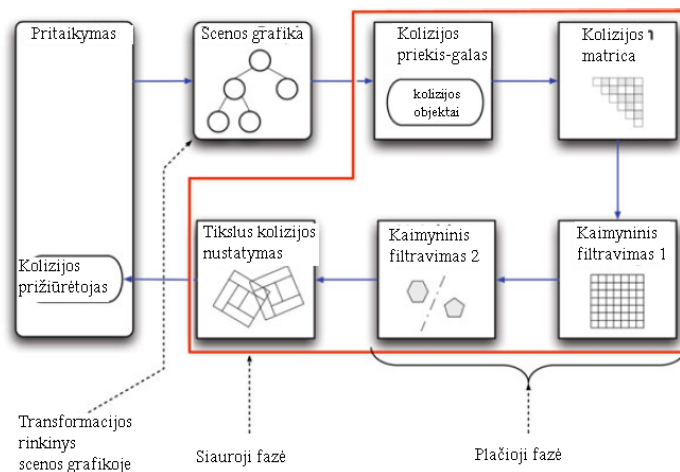 Pritaikymas
Scenos grafika
Kolizijos
priekis-galas
kolizijos
objektai
Kolizijos
matrica
Kolizijos
prižiūrėtojas
Tikslus kolizijos
nustatymas
Kaimyninis
filtravimas 2
Kaimyninis
filtravimas 1
Transformacijos
rinkinys
scenos grafikoje
Siauroji fazė
Plačioji fazė